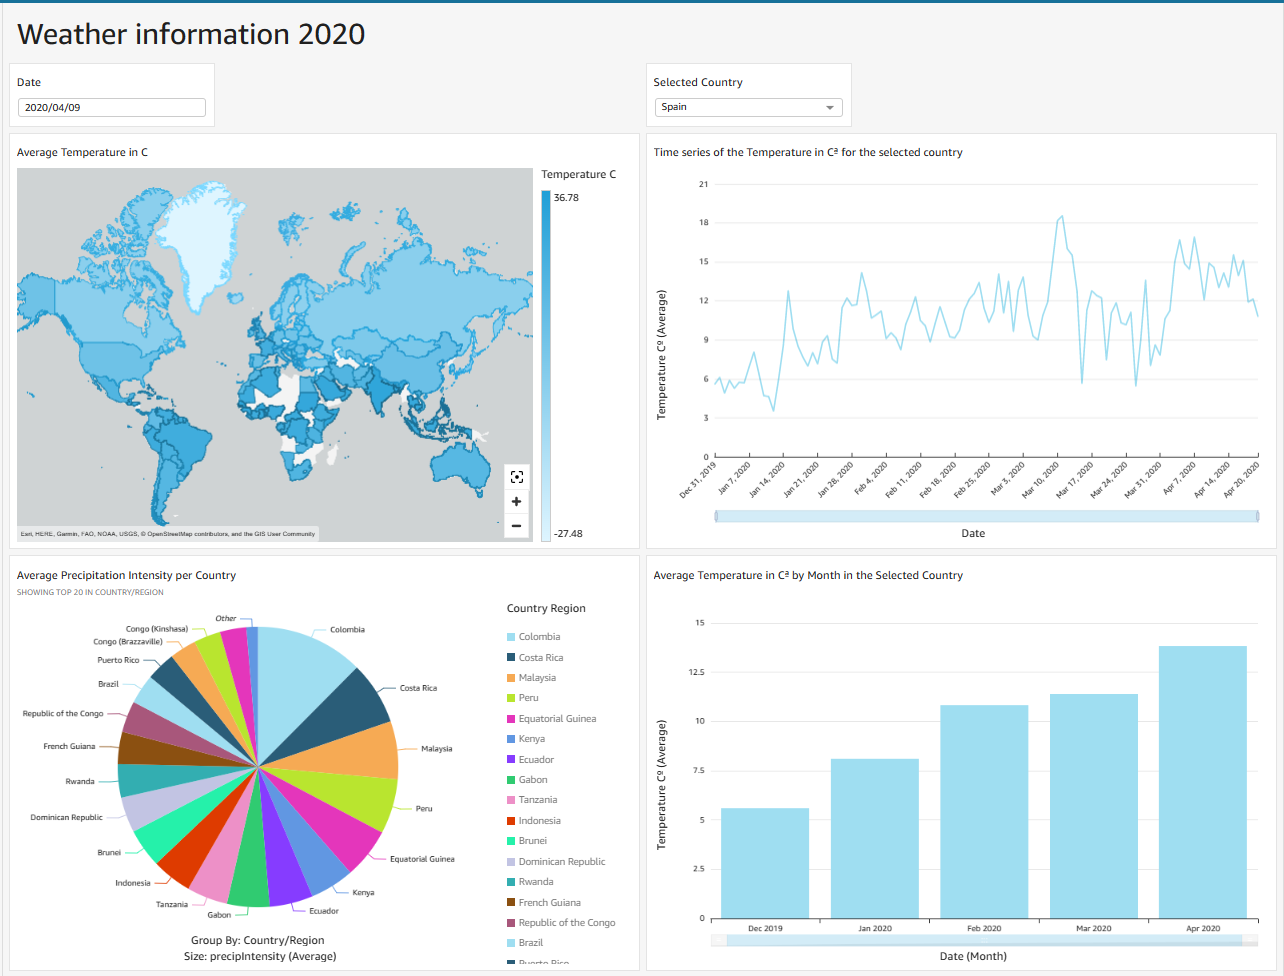 Weather information 2020
Date
2020/04/09
Selected Country
Spain
Average Temperature in C
Temperature C
36.78
-27.48
Esri, HERE, Garmin, FAO, NOAA, USGS, © OpenStreetMap contributors, and the GIS User Community
Time series of the Temperature in Cª for the selected country
Temperature Cº (Average)
21
18
15
12
9
6
3
0
Dec 31, 2019
Jan 7, 2020
Jan 14, 2020
Jan 21, 2020
Jan 28, 2020
Feb 4, 2020
Feb 11, 2020
Feb 18, 2020
Feb 25, 2020
Mar 3, 2020
Mar 10, 2020
Mar 17, 2020
Mar 24, 2020
Mar 31, 2020
Apr 7, 2020
Apr 14, 2020
Apr 20, 2020
Date
Average Precipitation Intensity per Country
SHOWING TOP 20 IN COUNTRY/REGION
Other
Congo (Kinshasa)
Congo (Brazzaville)
Puerto Rico
Brazil
Republic of the Congo
French Guiana
Rwanda
Dominican Republic
Brunei
Indonesia
Tanzania
Gabon
Ecuador
Kenya
Equatorial Guinea
Peru
Malaysia
Costa Rica
Colombia
Group By: Country/Region
Size: precipIntensity (Average)
Country Region
Colombia
Costa Rica
Malaysia
Peru
Equatorial Guinea
Kenya
Ecuador
Gabon
Tanzania
Indonesia
Brunei
Dominican Republic
Rwanda
French Guiana
Republic of the Congo
Brazil
Puerto Rico
Average Temperature in Cª by Month in the Selected Country
Temperature Cº (Average)
15
12.5
10
7.5
5
2.5
0
Dec 2019
Jan 2020
Feb 2020
Mar 2020
Apr 2020
Date (Month)